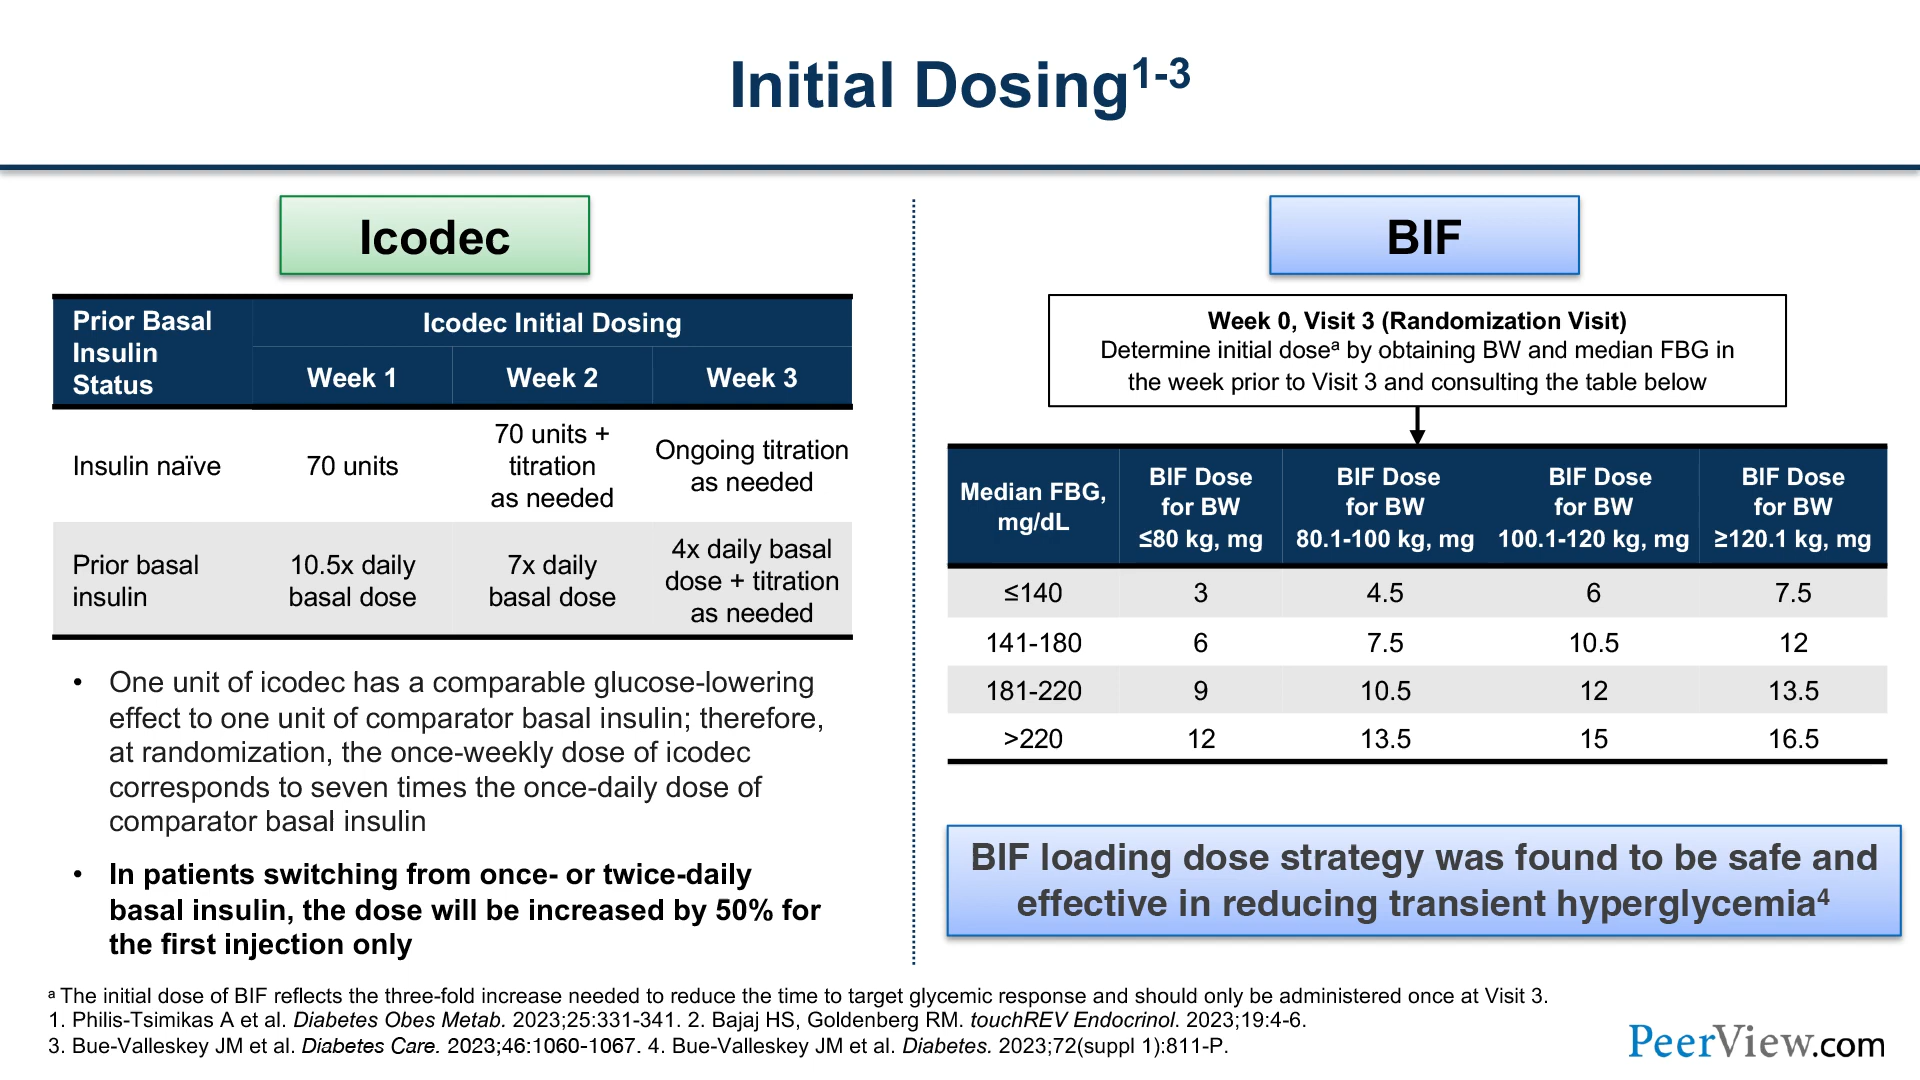 Initial Dosing1-3
Icodec
Prior Basal
Insulin
Status
Icodec Initial Dosing
Week 1
Week 2
Week 3
Insulin naïve
70 units
70 units +
titration
as needed
Ongoing titration
as needed
Prior basal
insulin
10.5x daily
basal dose
7x daily
basal dose
4x daily basal
dose + titration
as needed
• One unit of icodec has a comparable glucose-lowering
effect to one unit of comparator basal insulin; therefore,
at randomization, the once-weekly dose of icodec
corresponds to seven times the once-daily dose of
comparator basal insulin
• In patients switching from once- or twice-daily
basal insulin, the dose will be increased by 50% for
the first injection only
BIF
Week 0, Visit 3 (Randomization Visit)
Determine initial doseª by obtaining BW and median FBG in
the week prior to Visit 3 and consulting the table below
Median FBG,
mg/dL
BIF Dose
for BW
≤80 kg, mg
BIF Dose
for BW
80.1-100 kg, mg
BIF Dose
for BW
100.1-120 kg, mg
BIF Dose
for BW
≥120.1 kg, mg
≤140 3 4.5 6 7.5
141-180 6 7.5 10.5 12
181-220 9 10.5 12 13.5
>220 12 13.5 15 16.5
BIF loading dose strategy was found to be safe and
effective in reducing transient hyperglycemia4
ª The initial dose of BIF reflects the three-fold increase needed to reduce the time to target glycemic response and should only be administered once at Visit 3.
1. Philis-Tsimikas A et al. Diabetes Obes Metab. 2023;25:331-341. 2. Bajaj HS, Goldenberg RM. touchREV Endocrinol. 2023;19:4-6.
3. Bue-Valleskey JM et al. Diabetes Care. 2023;46:1060-1067. 4. Bue-Valleskey JM et al. Diabetes. 2023;72(suppl 1):811-P.
PeerView.com